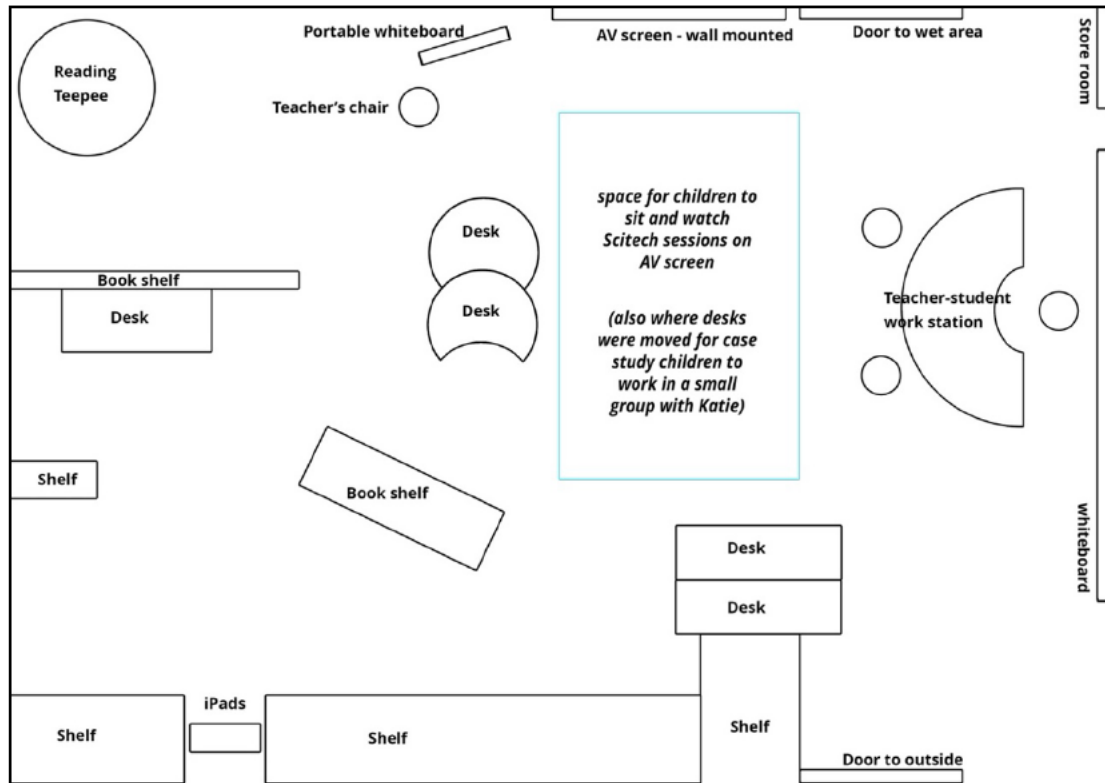 Portable whiteboard
AV screen - wall mounted
Door to wet area
Store room
Reading
Teepee
Teacher's chair
space for children to
sit and watch
Scitech sessions on
AV screen
(also where desks
were moved for case
study children to
work in a small
group with Katie)
Desk
Desk
Book shelf
Desk
Teacher-student
work station
Shelf
Book shelf
whiteboard
Desk
Desk
iPads
Shelf
Shelf
Shelf
Door to outside